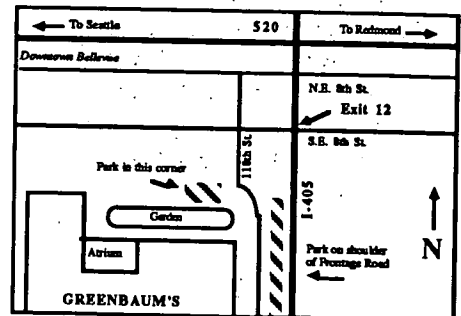 To Seattle
520
To Redmond
Downtown Bellevue
N.E. 8th St.
Exit 12
118th St.
S.E. 8th St.
Park in this corner
I-405
Garden
N
Atrium
Park on shoulder
of Frontage Road
GREENBAUM'S